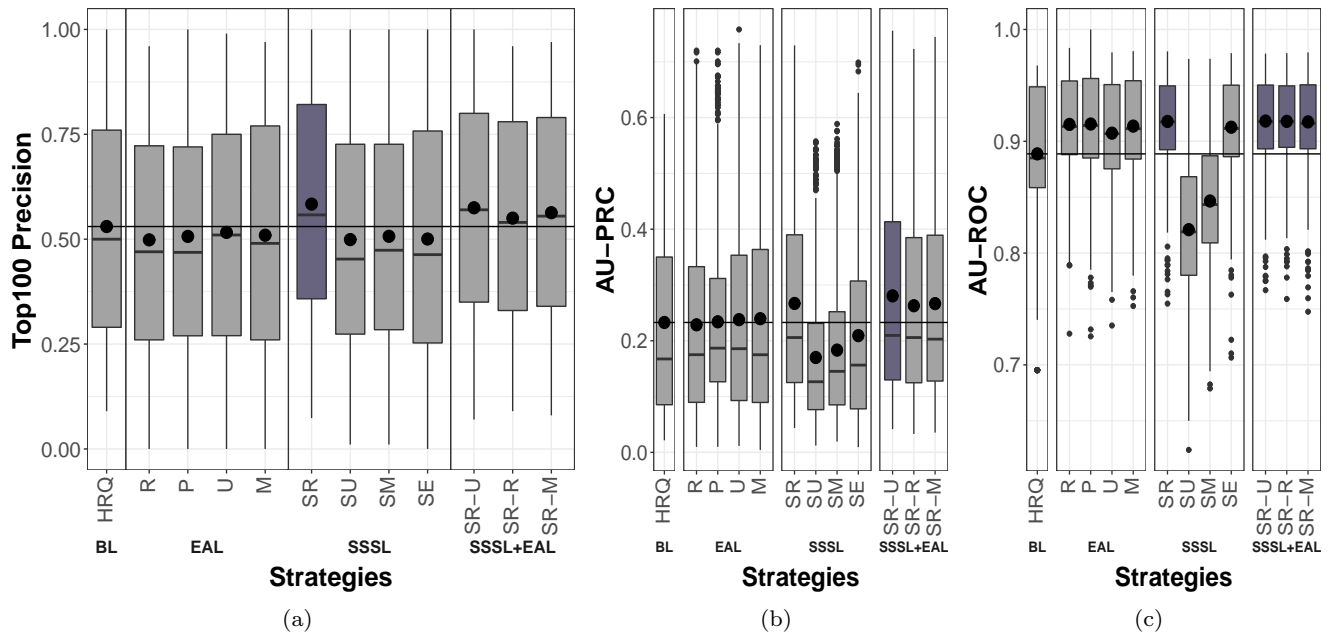 Top100 Precision
1.00
0.75
0.50
0.25
0.00
HRQ
R
P
U
M
SR
SU
SM
SE
SR−U
SR−R
SR−M
BL
EAL
SSSL
SSSL+EAL
Strategies
(a)
AU−PRC
0.6
0.4
0.2
0.0
HRQ
R
P
U
M
SR
SU
SM
SE
SR−U
SR−R
SR−M
BL
EAL
SSSL
SSSL+EAL
Strategies
(b)
AU−ROC
1.0
0.9
0.8
0.7
HRQ
R
P
U
M
SR
SU
SM
SE
SR−U
SR−R
SR−M
BL
EAL
SSSL
SSSL+EAL
Strategies
(c)